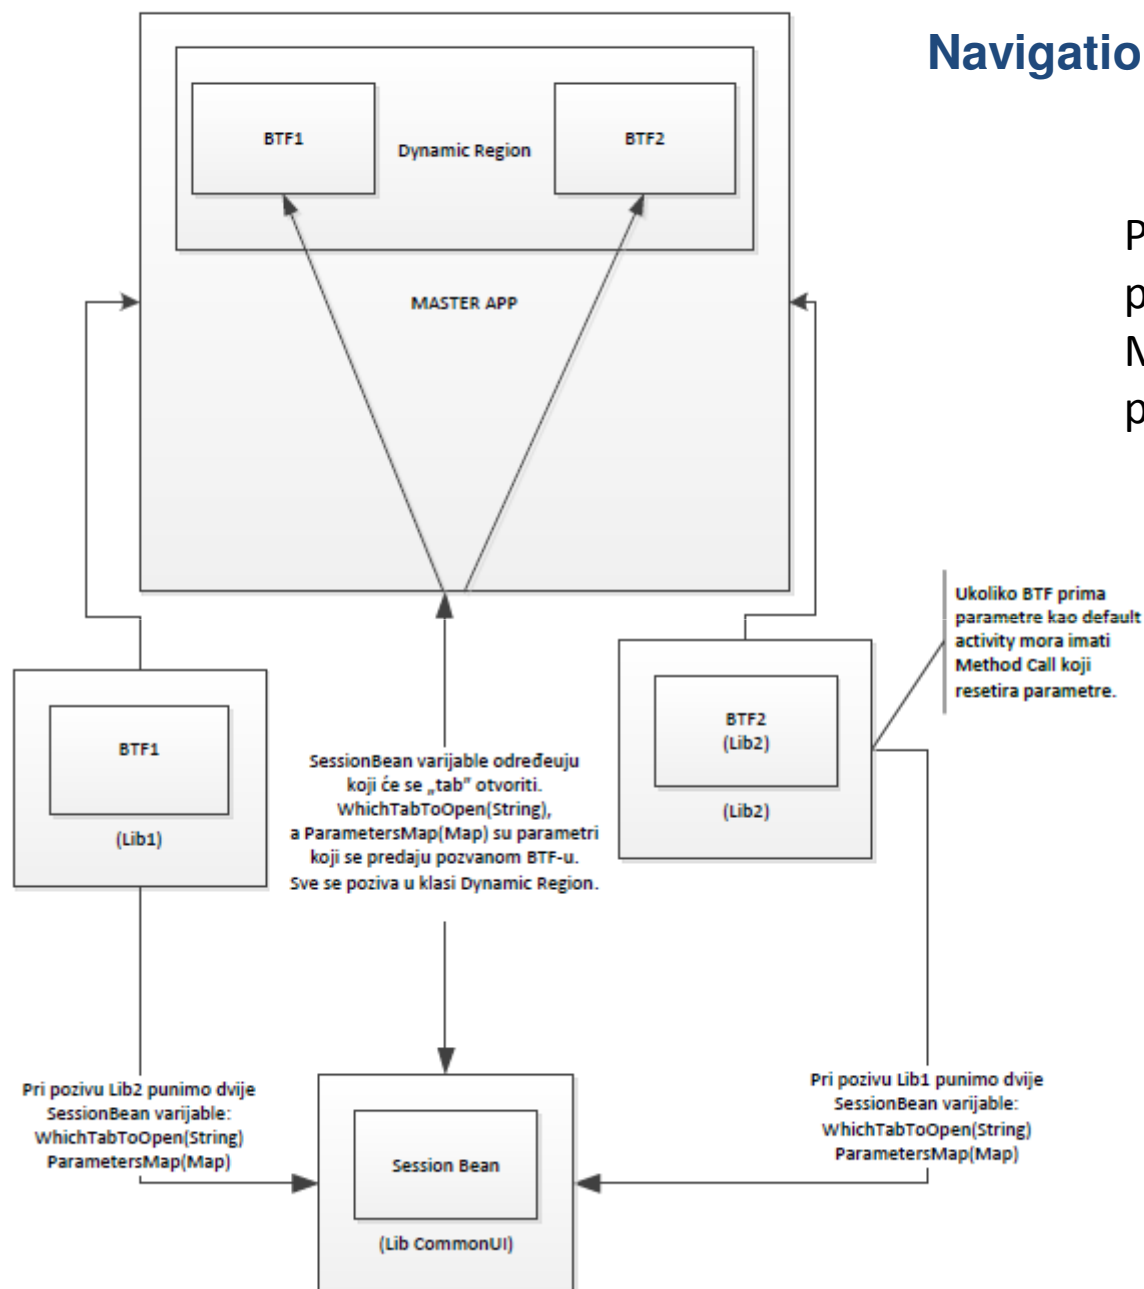 Navigatio
BTF1
Dynamic Region
BTF2
MASTER APP
P
p
M
p
Ukoliko BTF prima
parametre kao default
activity mora imati
Method Call koji
resetira parametre.
BTF1
(Lib1)
SessionBean varijable određeuju
koji će se „tab” otvoriti.
WhichTabToOpen(String),
a ParametersMap(Map) su parametri
koji se predaju pozvanom BTF-u.
Sve se poziva u klasi Dynamic Region.
BTF2
(Lib2)
(Lib2)
Pri pozivu Lib2 punimo dvije
SessionBean varijable:
WhichTabToOpen(String)
ParametersMap(Map)
Pri pozivu Lib1 punimo dvije
SessionBean varijable:
WhichTabToOpen(String)
ParametersMap(Map)
Session Bean
(Lib CommonUI)